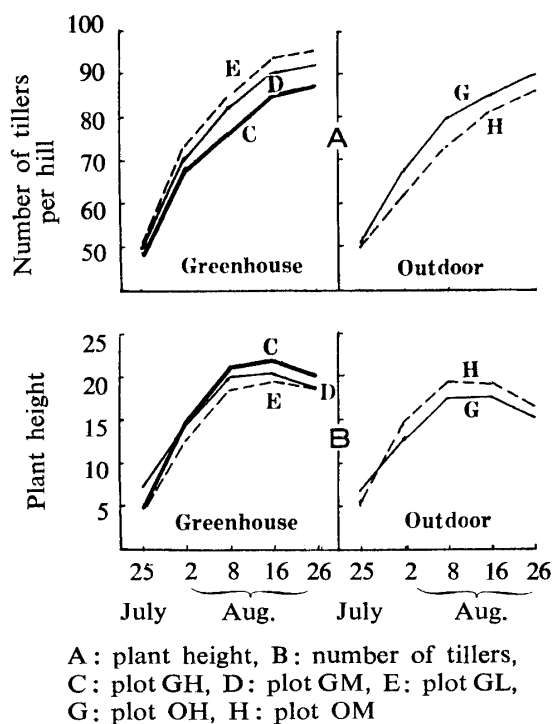 100
90
80
70
60
50
Number of tillers
per hill
E
D
C
Greenhouse
A
G
H
Outdoor
25
20
15
10
5
Plant height
C
D
E
Greenhouse
B
H
G
Outdoor
25 2 8 16 26 25 2 8 16 26
July Aug. July Aug.
A: plant height, B: number of tillers,
C: plot GH, D: plot GM, E: plot GL,
G: plot OH, H: plot OM